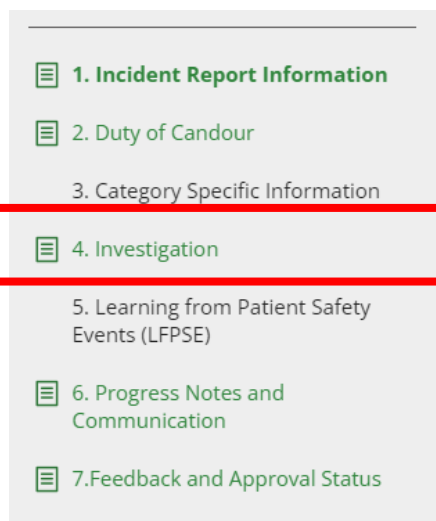 1. Incident Report Information
2. Duty of Candour
3. Category Specific Information
4. Investigation
5. Learning from Patient Safety
Events (LFPSE)
6. Progress Notes and
Communication
7.Feedback and Approval Status